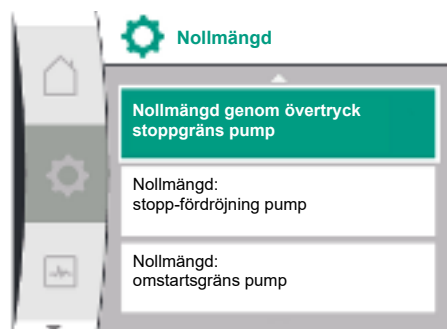 Nollmängd
Nollmängd genom övertryck
stoppgräns pump
Nollmängd:
stopp-fördröjning pump
Nollmängd:
omstartsgräns pump